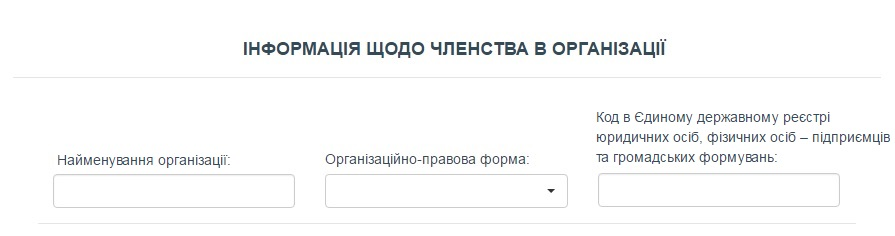 ІНФОРМАЦІЯ ЩОДО ЧЛЕНСТВА В ОРГАНІЗАЦІЇ
Найменування організації:
Організаційно-правова форма:
Код в Єдиному державному реєстрі
юридичних осіб, фізичних осіб – підприємців
та громадських формувань: